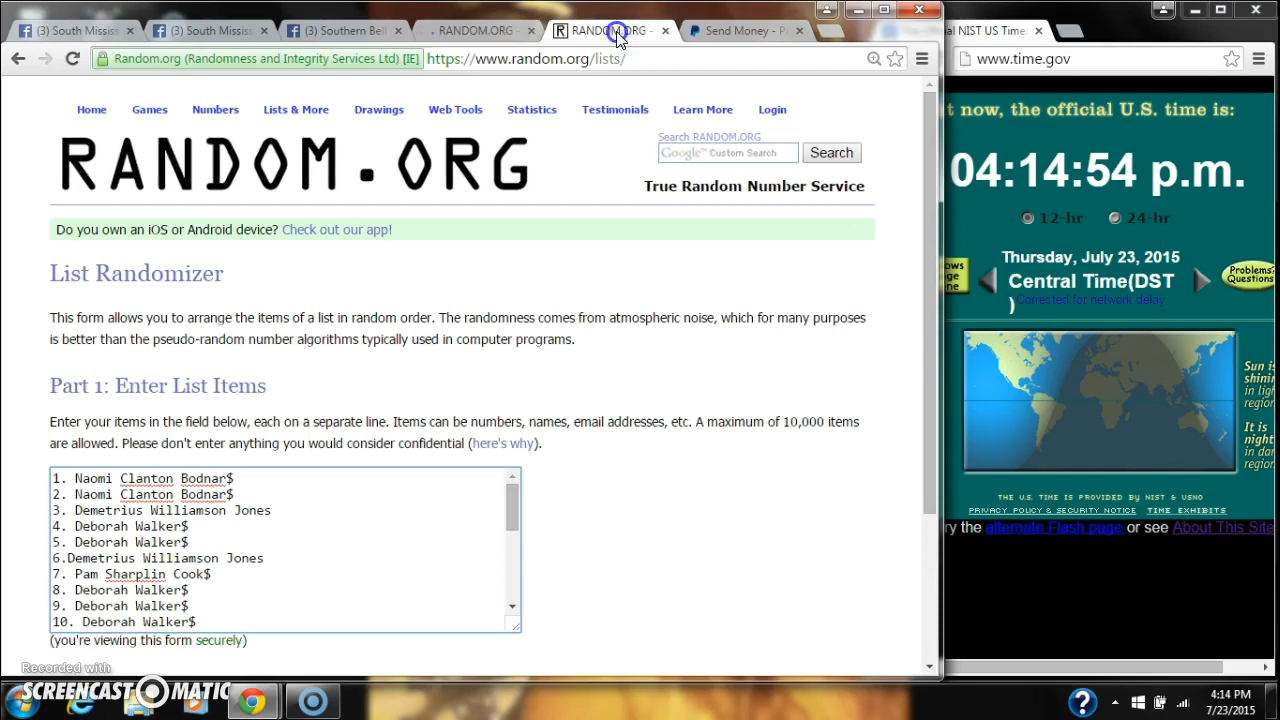 (3) South Mississ
(3) South Mississ
(3) Southern Bel
RANDOM.ORG -
RANDOM.ORG -
Send Money - P
Official NIST US Time:
Random.org (Randomness and Integrity Services Ltd) [IE]
https://www.random.org/lists/
www.time.gov
Home Games Numbers Lists & More Drawings Web Tools Statistics Testimonials Learn More Login
RANDOM.ORG
Search RANDOM.ORG
Google™ Custom Search
Search
True Random Number Service
Do you own an iOS or Android device? Check out our app!
List Randomizer
This form allows you to arrange the items of a list in random order. The randomness comes from atmospheric noise, which for many purposes
is better than the pseudo-random number algorithms typically used in computer programs.
Part 1: Enter List Items
Enter your items in the field below, each on a separate line. Items can be numbers, names, email addresses, etc. A maximum of 10,000 items
are allowed. Please don't enter anything you would consider confidential (here's why).
1. Naomi Clanton Bodnar$
2. Naomi Clanton Bodnar$
3. Demetrius Williamson Jones
4. Deborah Walker$
5. Deborah Walker$
6.Demetrius Williamson Jones
7. Pam Sharplin Cook$
8. Deborah Walker$
9. Deborah Walker$
10. Deborah Walker$
(you're viewing this form securely)
t now, the official U.S. time is:
04:14:54 p.m.
12-hr 24-hr
Thursday, July 23, 2015
Central Time(DST
)
Corrected for network delay.
ows
ge
ne
Problems?
Questions
Sun is
shinin
in ligh
region
It is
night
in dar
region
THE U.S. TIME IS PROVIDED BY NIST & USNO
PRIVACY POLICY & SECURITY NOTICE TIME EXHIBITS
ry the alternate Flash page or see About This Site
Recorded with
SCREENCAST-O-MATIC
4:14 PM
7/23/2015